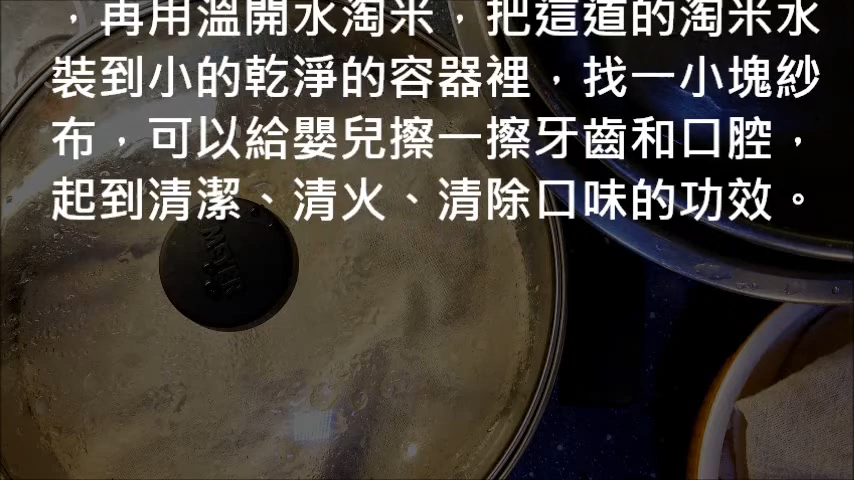 ，再用溫開水淘米，把這道的淘米水
裝到小的乾淨的容器裡，找一小塊紗
布，可以給嬰兒擦一擦牙齒和口腔，
起到清潔、清火、清除口味的功效。
MEYER